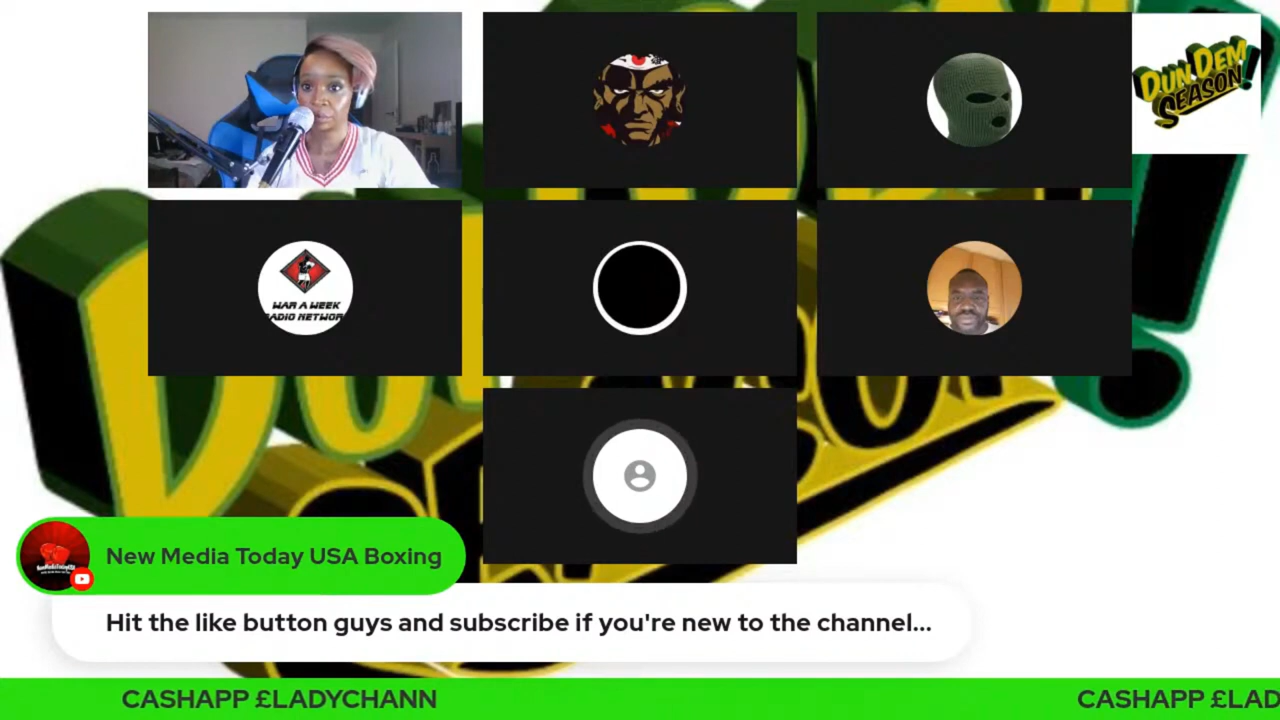 DUN DEM
SEASON!
WAR A WEEK
RADIO NETWOR
New Media Today USA Boxing
Hit the like button guys and subscribe if you're new to the channel...
CASHAPP £LADYCHANN
CASHAPP £LAD